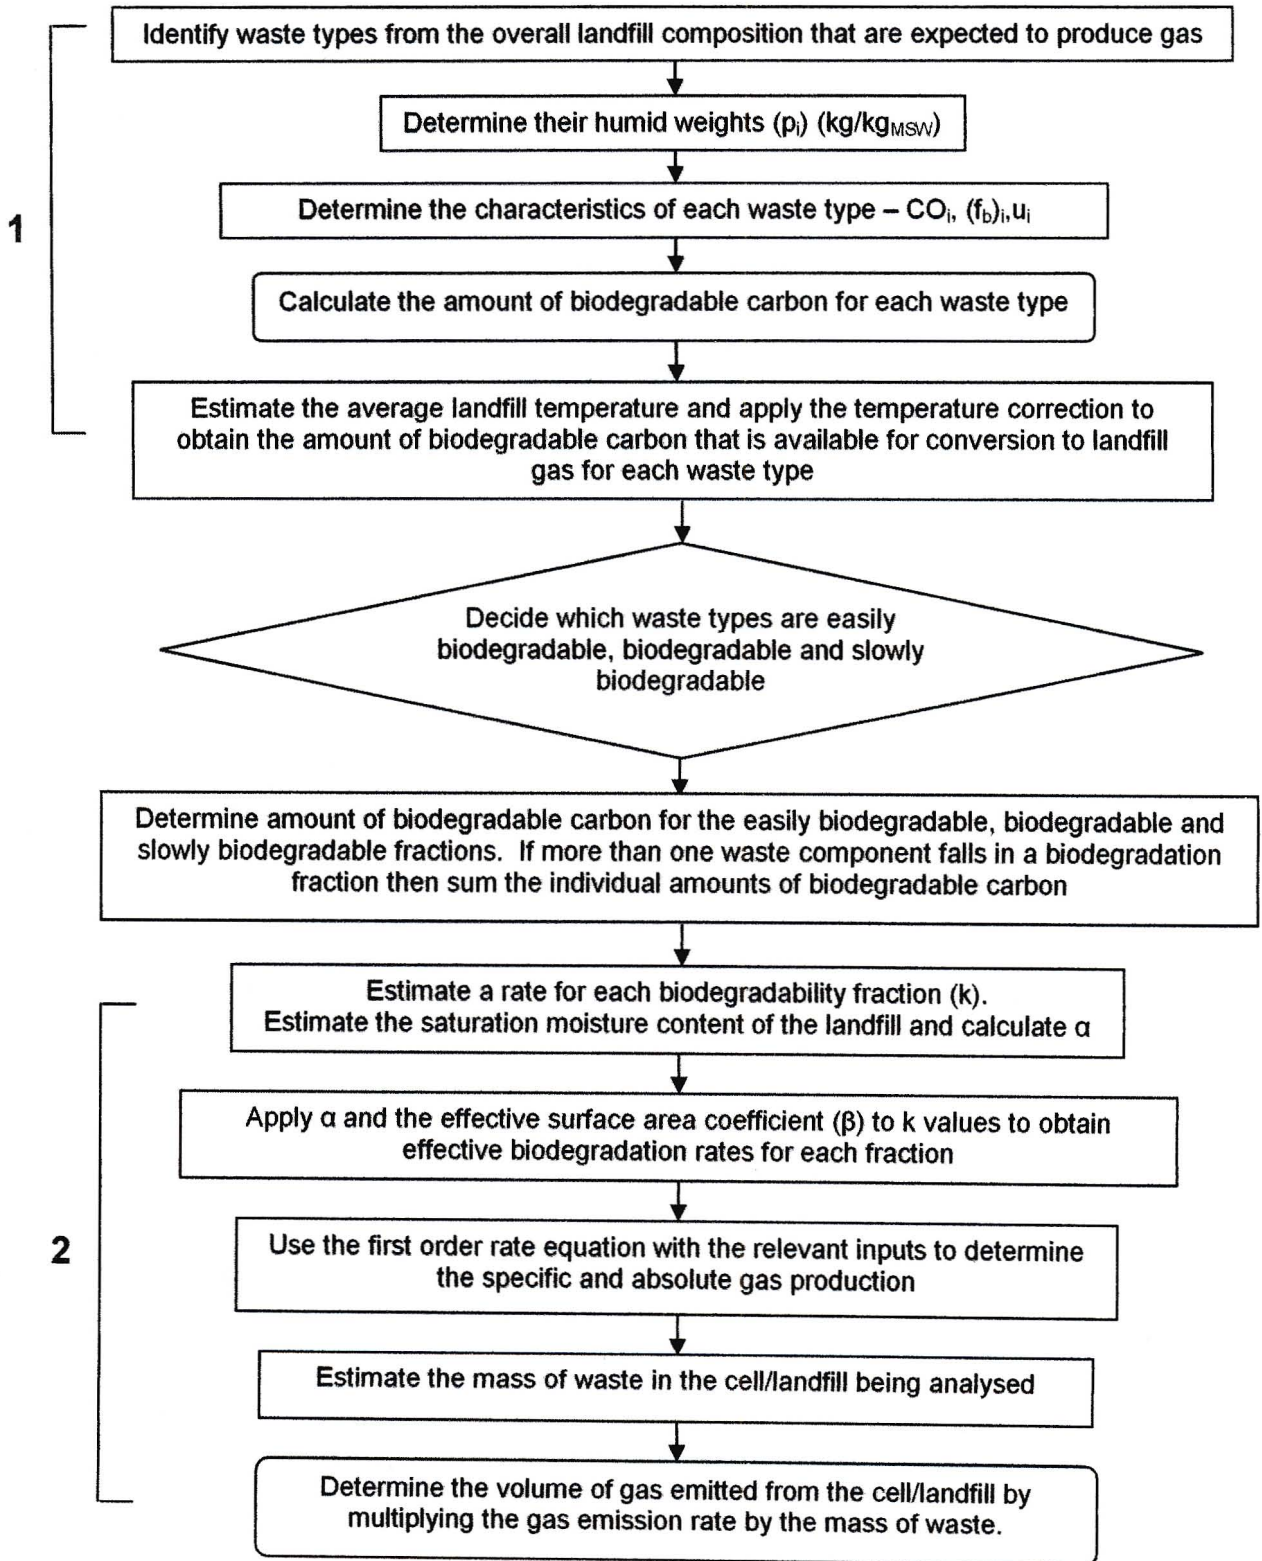 Identify waste types from the overall landfill composition that are expected to produce gas
Determine their humid weights (pᵢ) (kg/kg_MSW)
1
Determine the characteristics of each waste type – COᵢ, (f_b)ᵢ,uᵢ
Calculate the amount of biodegradable carbon for each waste type
Estimate the average landfill temperature and apply the temperature correction to
obtain the amount of biodegradable carbon that is available for conversion to landfill
gas for each waste type
Decide which waste types are easily
biodegradable, biodegradable and slowly
biodegradable
Determine amount of biodegradable carbon for the easily biodegradable, biodegradable and
slowly biodegradable fractions. If more than one waste component falls in a biodegradation
fraction then sum the individual amounts of biodegradable carbon
2
Estimate a rate for each biodegradability fraction (k).
Estimate the saturation moisture content of the landfill and calculate α
Apply α and the effective surface area coefficient (β) to k values to obtain
effective biodegradation rates for each fraction
Use the first order rate equation with the relevant inputs to determine
the specific and absolute gas production
Estimate the mass of waste in the cell/landfill being analysed
Determine the volume of gas emitted from the cell/landfill by
multiplying the gas emission rate by the mass of waste.